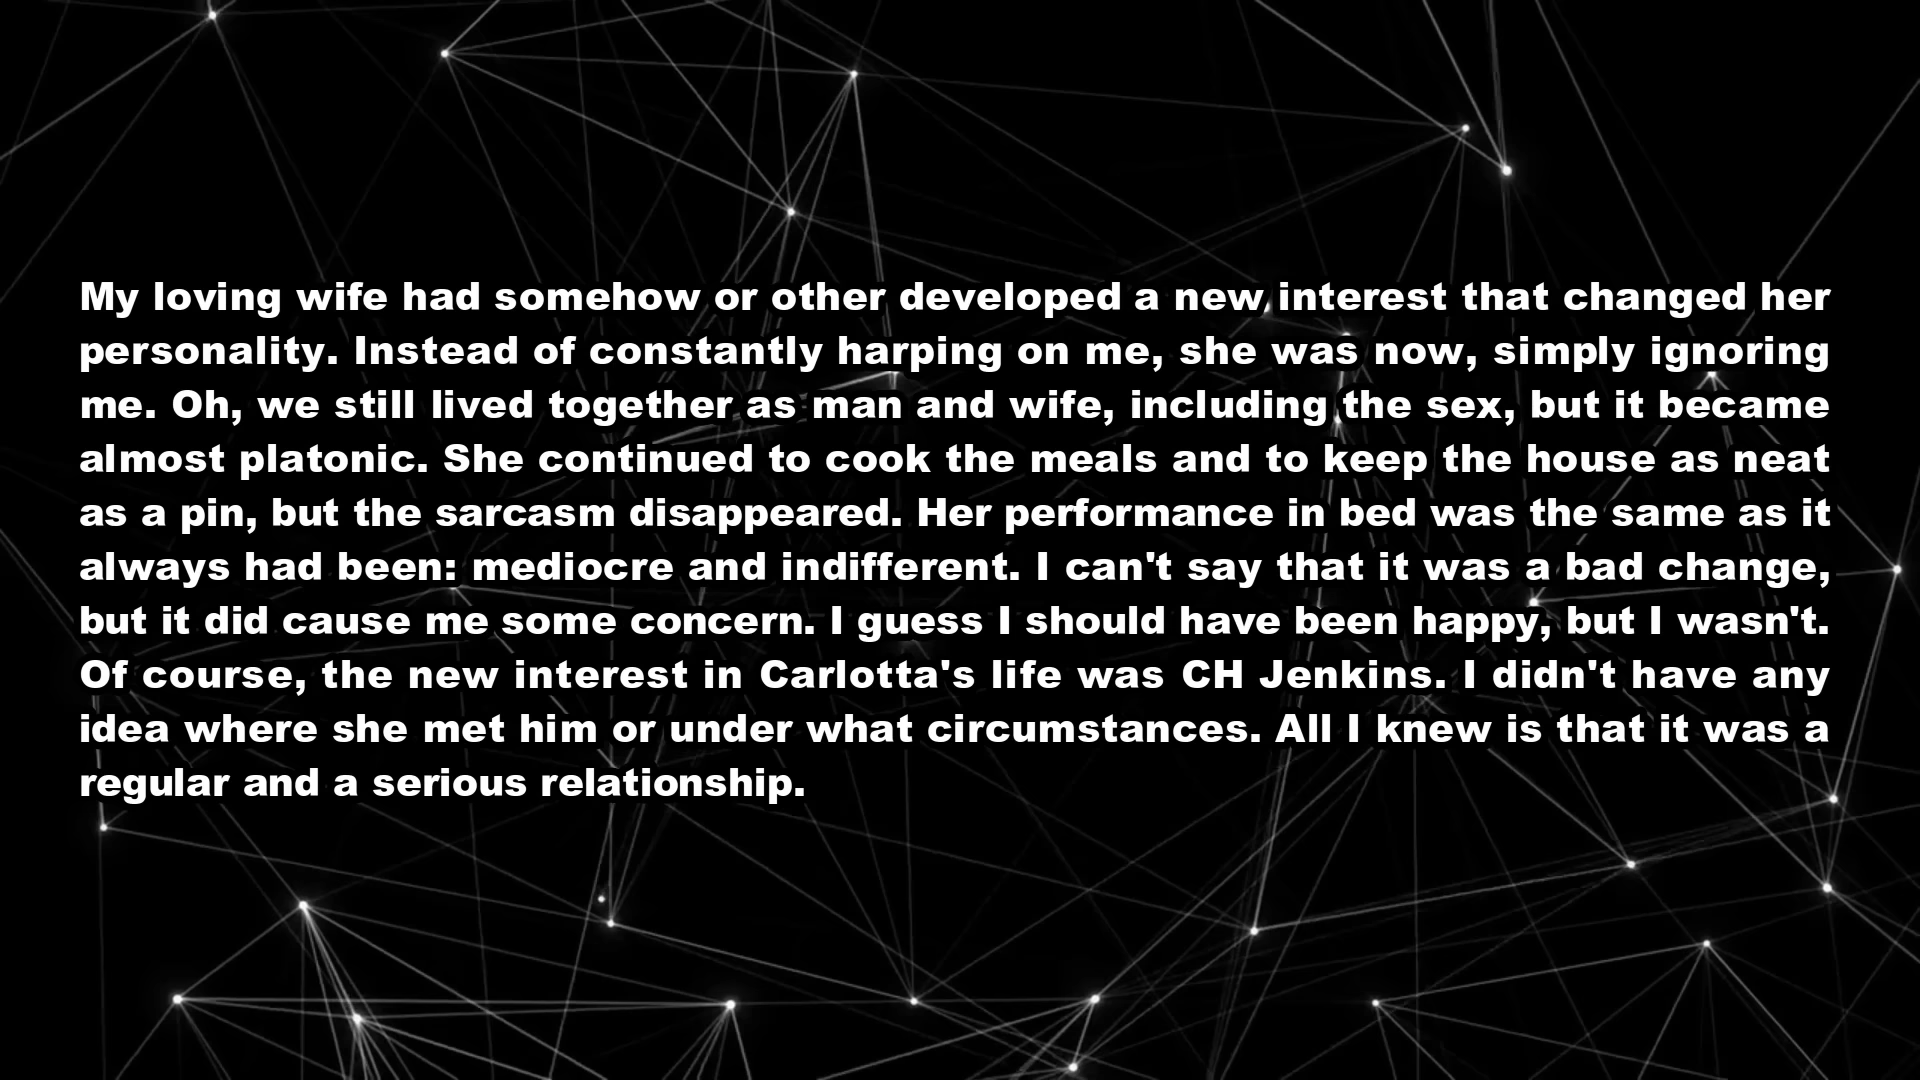 My loving wife had somehow or other developed a new interest that changed her
personality. Instead of constantly harping on me, she was now, simply ignoring
me. Oh, we still lived together as man and wife, including the sex, but it became
almost platonic. She continued to cook the meals and to keep the house as neat
as a pin, but the sarcasm disappeared. Her performance in bed was the same as it
always had been: mediocre and indifferent. I can't say that it was a bad change,
but it did cause me some concern. I guess I should have been happy, but I wasn't.
Of course, the new interest in Carlotta's life was CH Jenkins. I didn't have any
idea where she met him or under what circumstances. All I knew is that it was a
regular and a serious relationship.